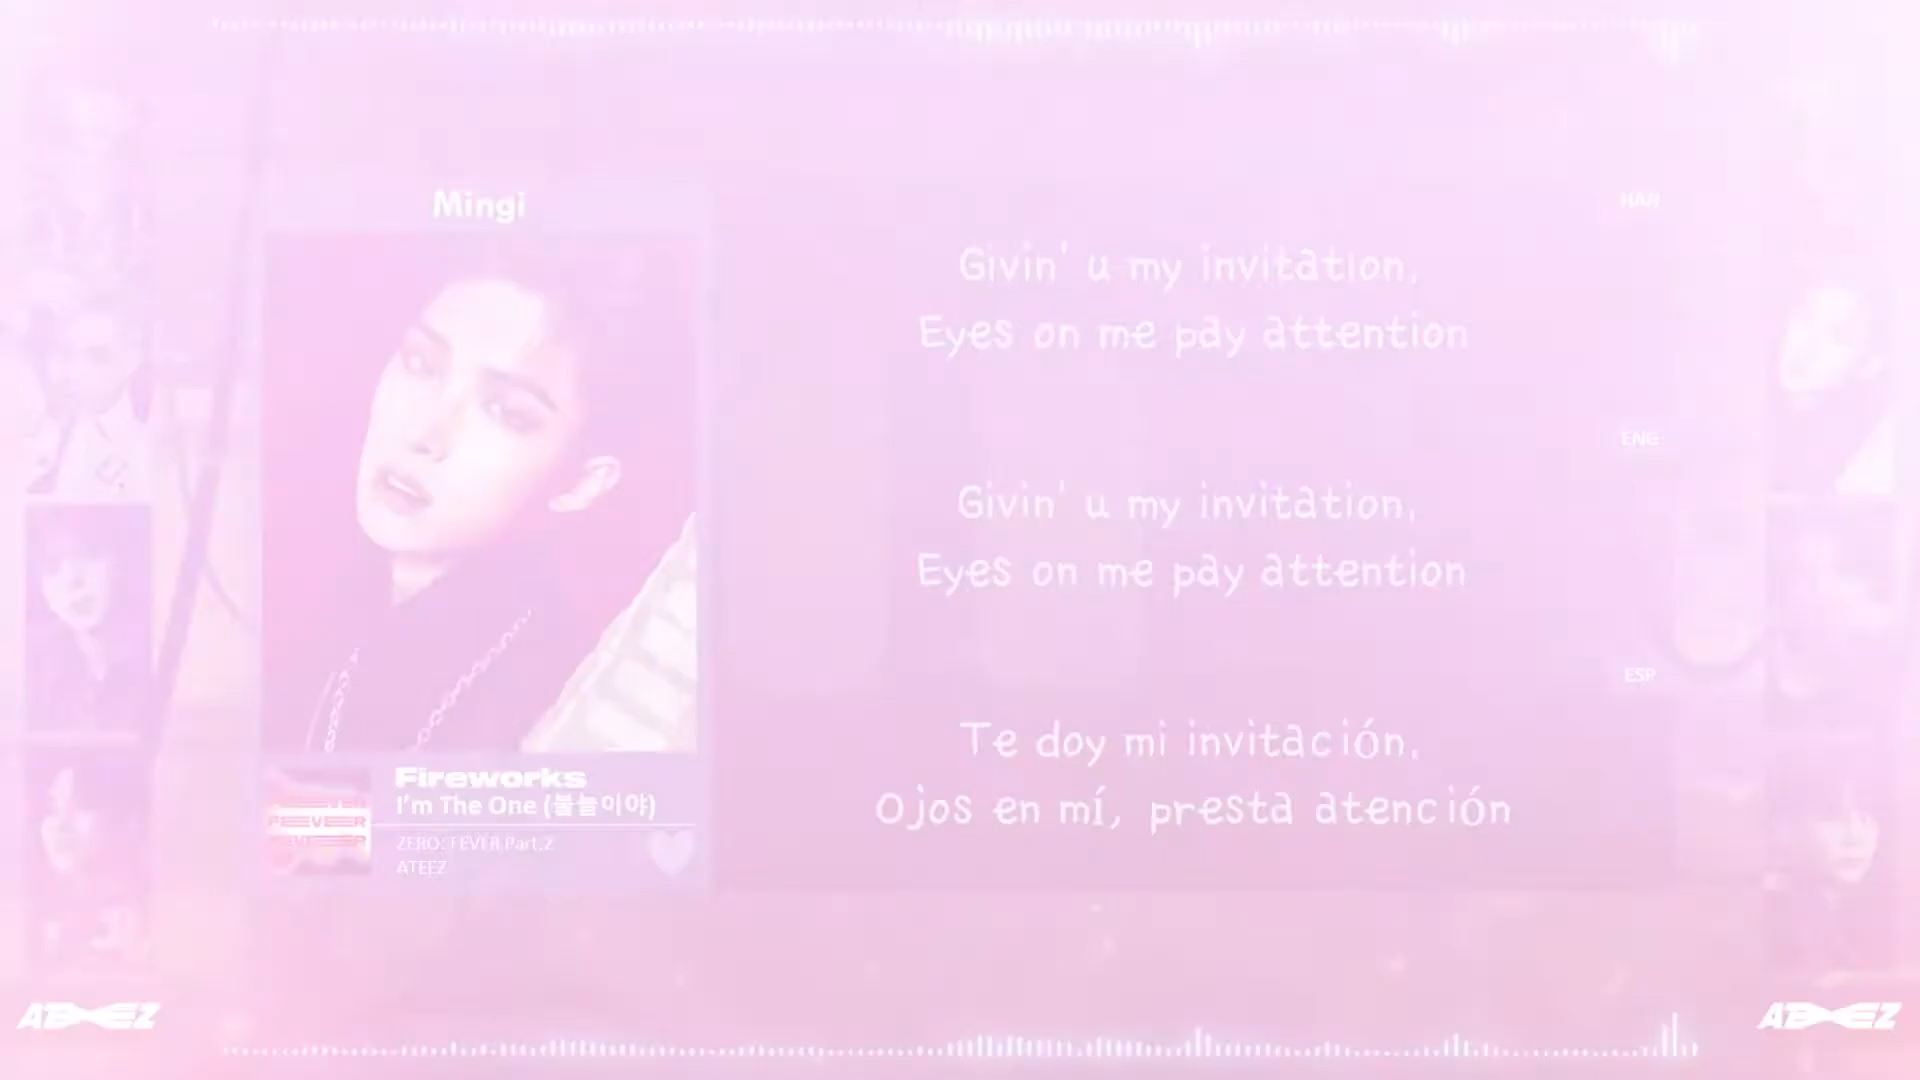 Mingi
HAN
Givin' u my invitation,
Eyes on me pay attention
ENG
Givin' u my invitation,
Eyes on me pay attention
ESP
Te doy mi invitación,
Ojos en mí, presta atención
FEVER
Fireworks
I'm The One (불놀이야)
ZERO: FEVER Part.2
ATEEZ
ATEEZ
ATEEZ